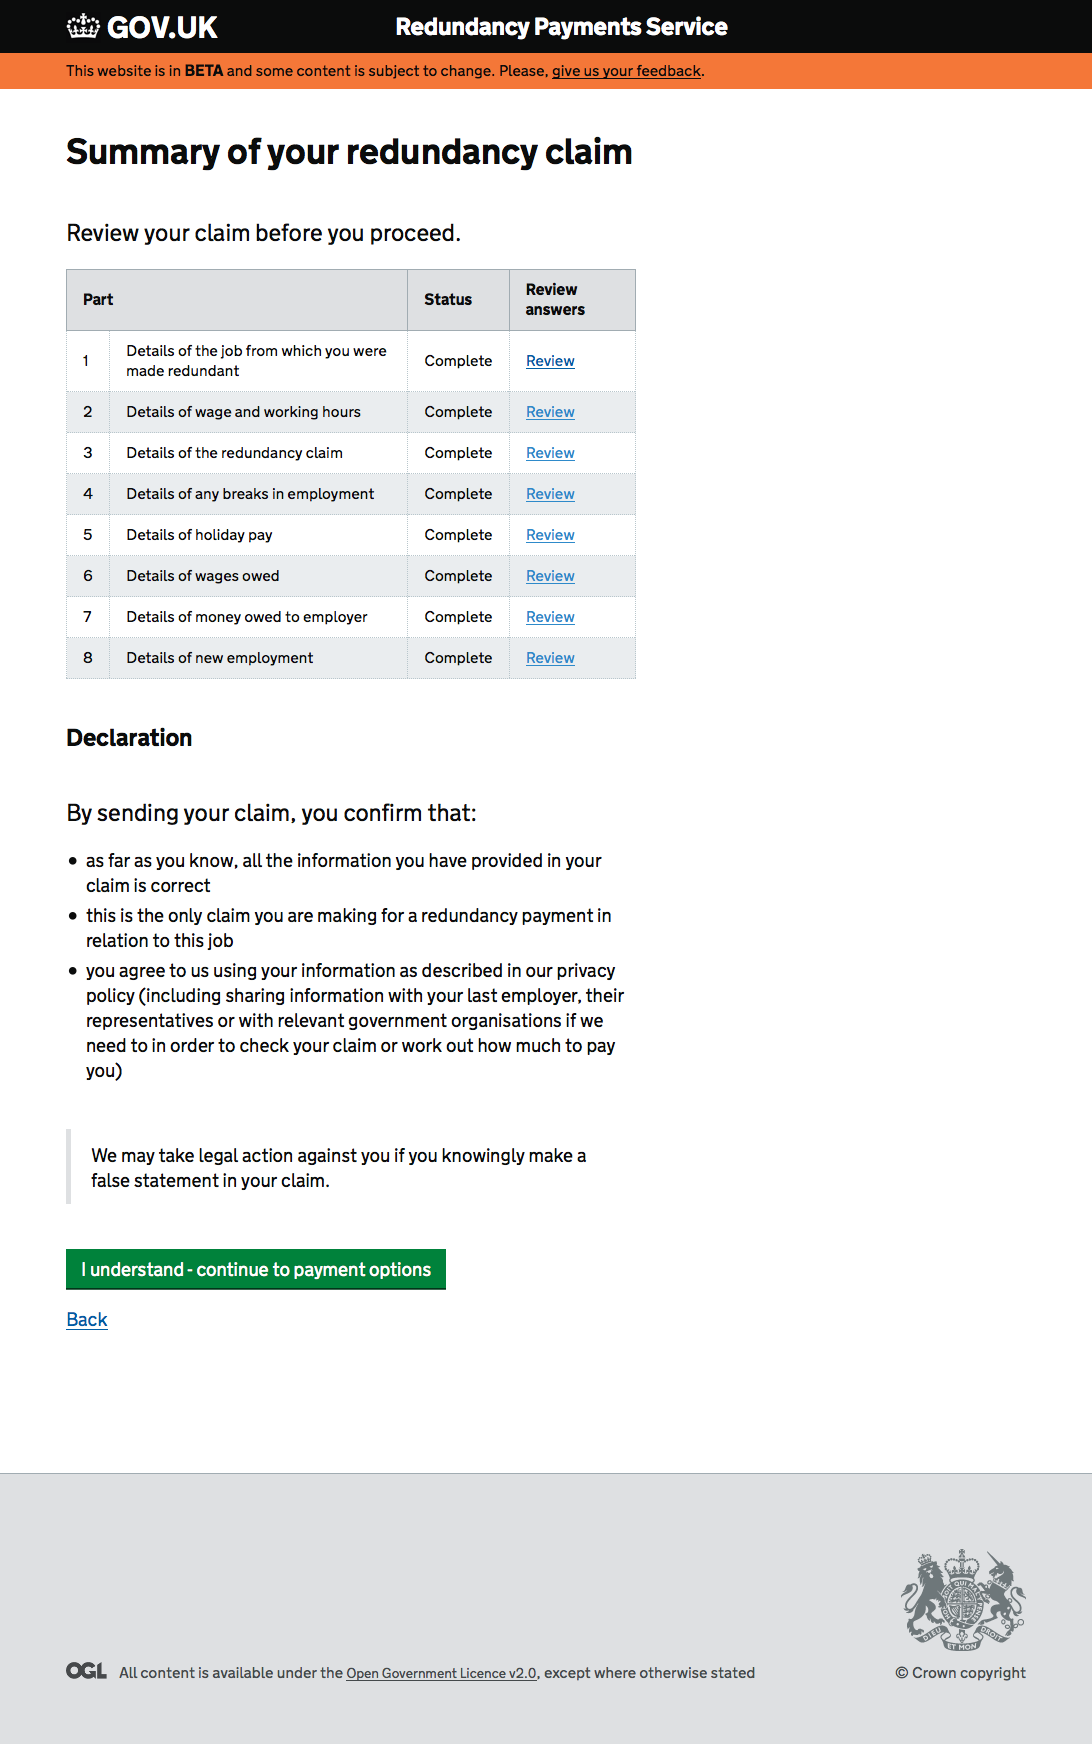 GOV.UK Redundancy Payments Service
This website is in BETA and some content is subject to change. Please, give us your feedback.
Summary of your redundancy claim
Review your claim before you proceed.
Part Status Review answers
1 Details of the job from which you were made redundant Complete Review
2 Details of wage and working hours Complete Review
3 Details of the redundancy claim Complete Review
4 Details of any breaks in employment Complete Review
5 Details of holiday pay Complete Review
6 Details of wages owed Complete Review
7 Details of money owed to employer Complete Review
8 Details of new employment Complete Review
Declaration
By sending your claim, you confirm that:
• as far as you know, all the information you have provided in your
claim is correct
• this is the only claim you are making for a redundancy payment in
relation to this job
• you agree to us using your information as described in our privacy
policy (including sharing information with your last employer, their
representatives or with relevant government organisations if we
need to in order to check your claim or work out how much to pay
you)
We may take legal action against you if you knowingly make a
false statement in your claim.
I understand - continue to payment options
Back
DIEU ET MON DROIT
OGL All content is available under the Open Government Licence v2.0, except where otherwise stated
© Crown copyright